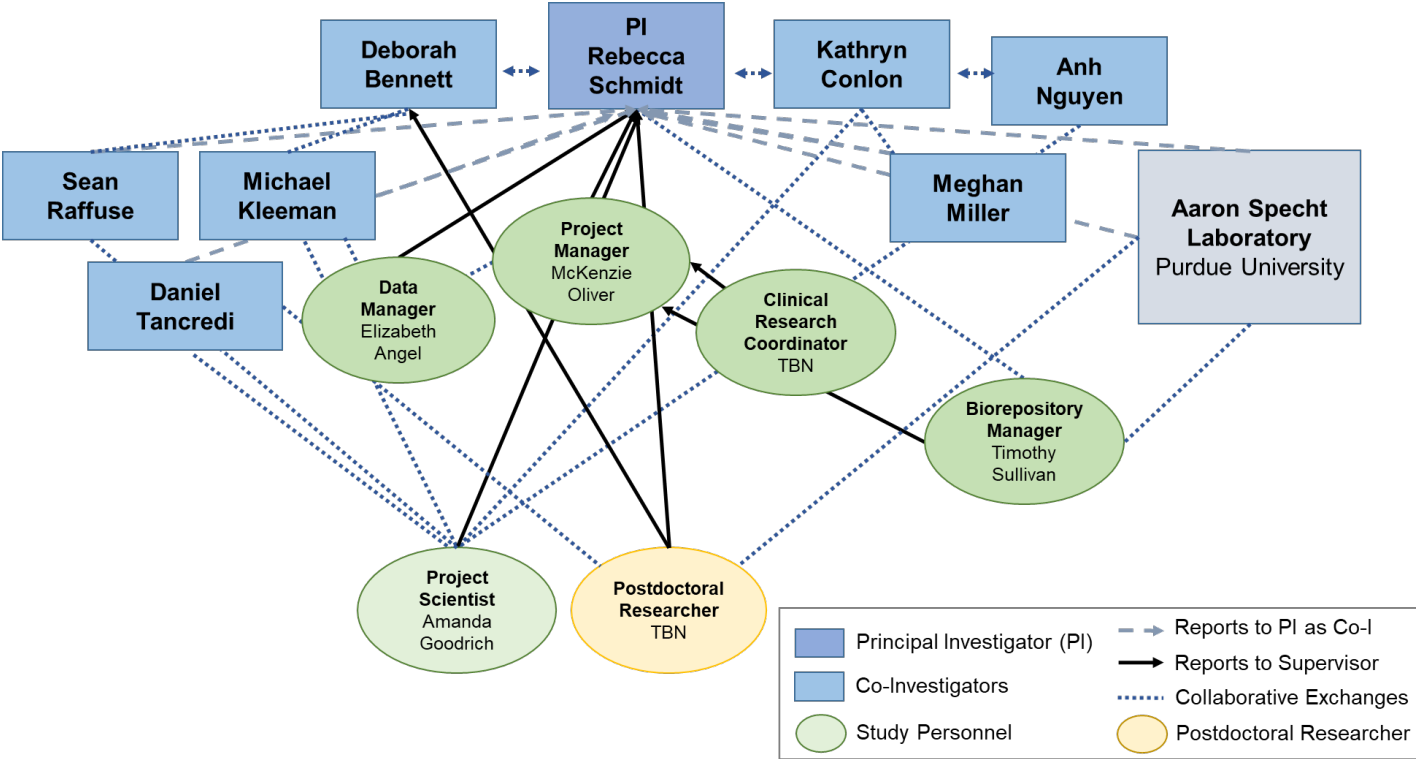 Deborah
Bennett
PI
Rebecca
Schmidt
Kathryn
Conlon
Anh
Nguyen
Sean
Raffuse
Michael
Kleeman
Meghan
Miller
Aaron Specht
Laboratory
Purdue University
Daniel
Tancredi
Data
Manager
Elizabeth
Angel
Project
Manager
McKenzie
Oliver
Clinical
Research
Coordinator
TBN
Biorepository
Manager
Timothy
Sullivan
Project
Scientist
Amanda
Goodrich
Postdoctoral
Researcher
TBN
Principal Investigator (PI)
Co-Investigators
Study Personnel
Reports to PI as Co-I
Reports to Supervisor
Collaborative Exchanges
Postdoctoral Researcher